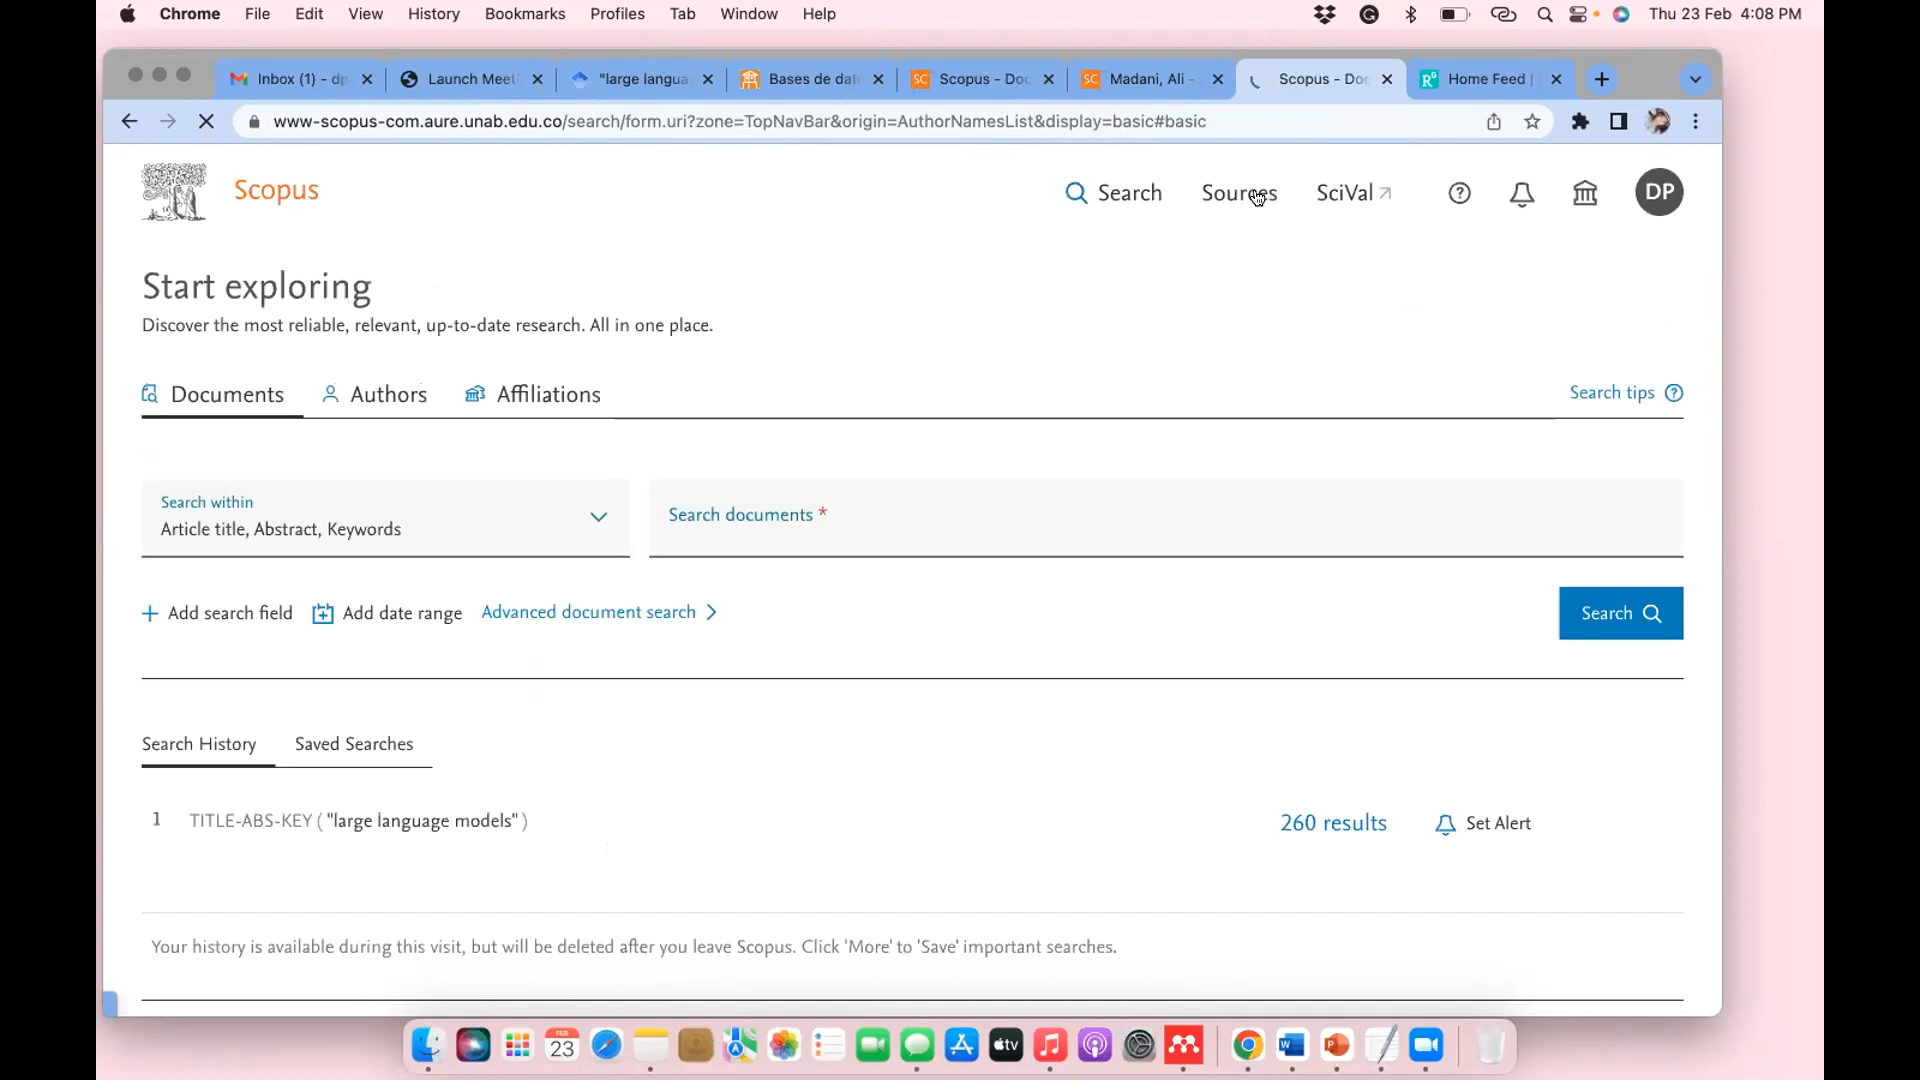 Chrome File Edit View History Bookmarks Profiles Tab Window Help Thu 23 Feb 4:08 PM
Inbox (1) - dp Launch Meet "large langua Bases de dat Scopus - Doc Madani, Ali - Scopus - Doc Home Feed |
www-scopus-com.aure.unab.edu.co/search/form.uri?zone=TopNavBar&origin=AuthorNamesList&display=basic#basic
Scopus
Search Sources SciVal DP
Start exploring
Discover the most reliable, relevant, up-to-date research. All in one place.
Documents Authors Affiliations Search tips
Search within
Article title, Abstract, Keywords
Search documents *
Add search field Add date range Advanced document search Search
Search History Saved Searches
1 TITLE-ABS-KEY ( "large language models" ) 260 results Set Alert
Your history is available during this visit, but will be deleted after you leave Scopus. Click 'More' to 'Save' important searches.
FEB
23
tv
W
P